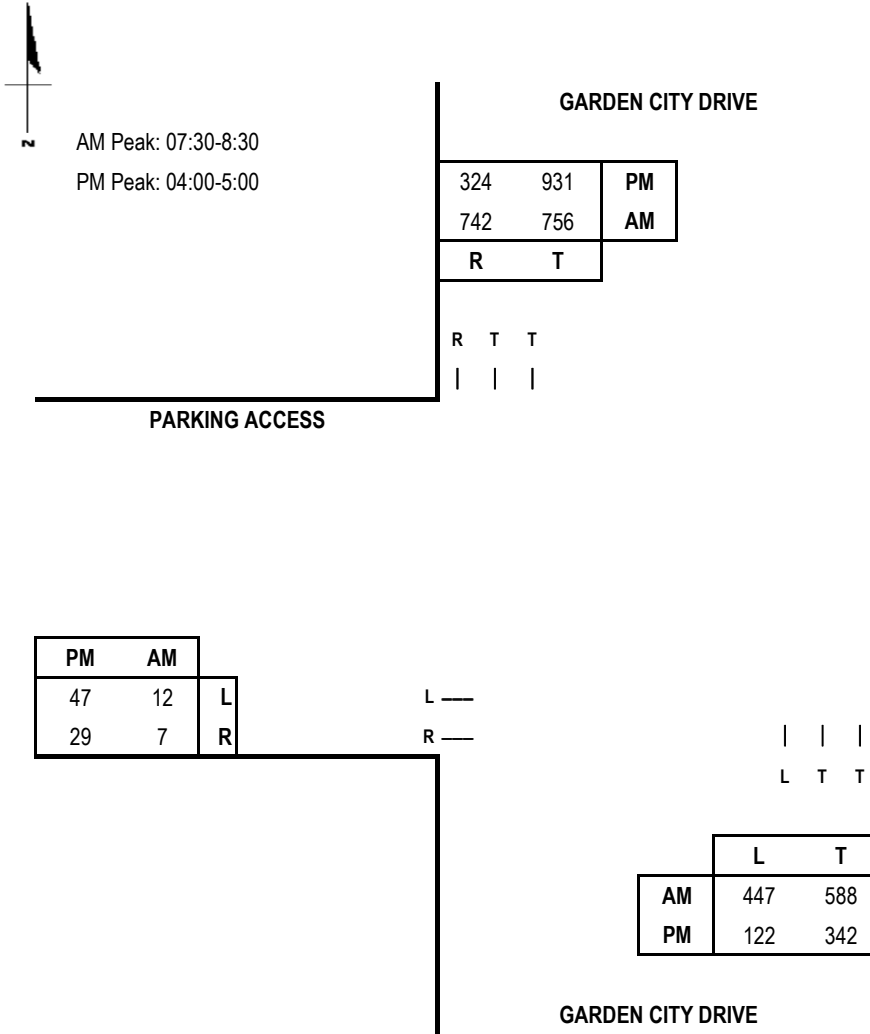 GARDEN CITY DRIVE
N
AM Peak: 07:30-8:30
PM Peak: 04:00-5:00
324 931 PM
742 756 AM
R T
R T T
PARKING ACCESS
PM AM
47 12 L
29 7 R
L
R
L T T
L T
AM 447 588
PM 122 342
GARDEN CITY DRIVE